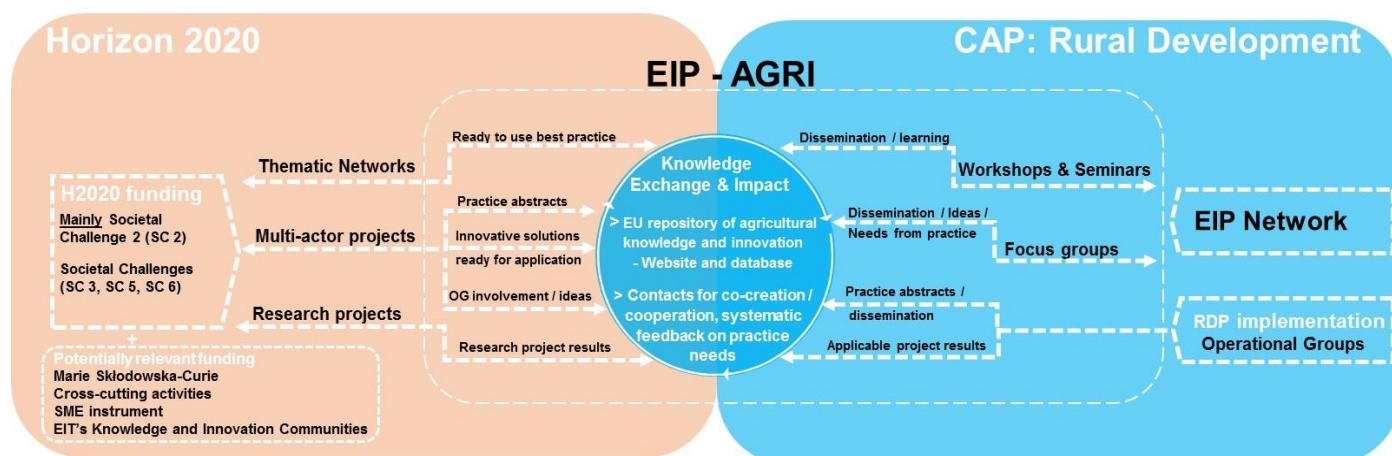 Horizon 2020
CAP: Rural Development
EIP - AGRI
Ready to use best practice
Thematic Networks
H2020 funding
Mainly Societal
Challenge 2 (SC 2)
Societal Challenges
(SC 3, SC 5, SC 6)
Practice abstracts
Multi-actor projects
Innovative solutions
ready for application
OG involvement / ideas
Research projects
Research project results
+
Potentially relevant funding
Marie Skłodowska-Curie
Cross-cutting activities
SME instrument
EIT's Knowledge and Innovation Communities
Knowledge
Exchange & Impact
> EU repository of agricultural
knowledge and innovation
- Website and database
> Contacts for co-creation /
cooperation, systematic
feedback on practice
needs
Dissemination / learning
Workshops & Seminars
Dissemination / Ideas /
Needs from practice
Focus groups
EIP Network
Practice abstracts /
dissemination
Applicable project results
RDP implementation
Operational Groups